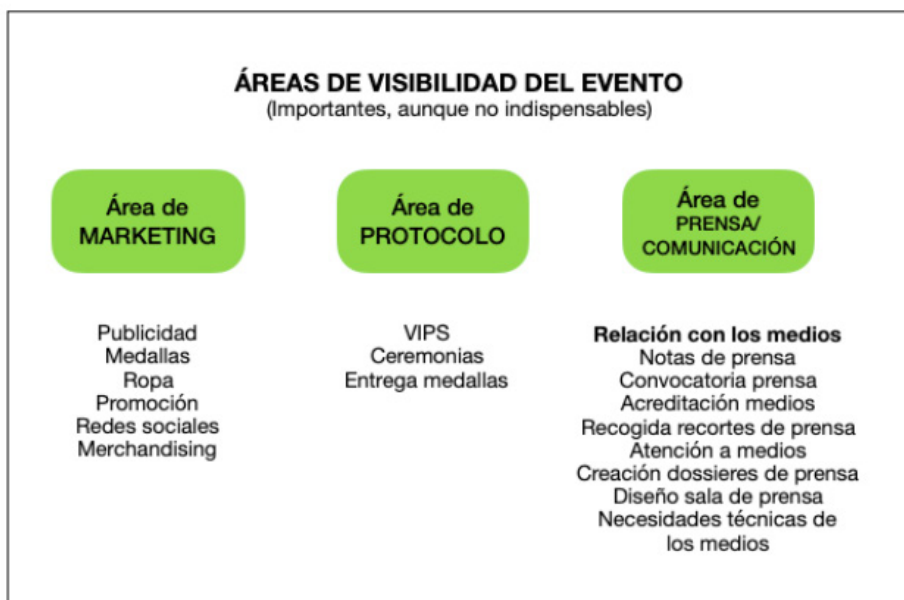 ÁREAS DE VISIBILIDAD DEL EVENTO
(Importantes, aunque no indispensables)
Área de
MARKETING
Publicidad
Medallas
Ropa
Promoción
Redes sociales
Merchandising
Área de
PROTOCOLO
VIPS
Ceremonias
Entrega medallas
Área de
PRENSA/
COMUNICACIÓN
Relación con los medios
Notas de prensa
Convocatoria prensa
Acreditación medios
Recogida recortes de prensa
Atención a medios
Creación dossieres de prensa
Diseño sala de prensa
Necesidades técnicas de
los medios